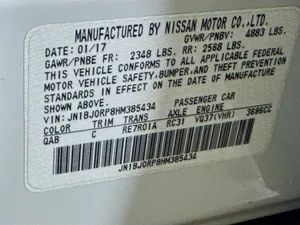 MANUFACTURED BY NISSAN MOTOR CO.,LTD.
DATE: 01/17 GVWR/PNBV: 4883 LBS.
GAWR/PNBE FR: 2348 LBS. RR: 2568 LBS.
THIS VEHICLE CONFORMS TO ALL APPLICABLE FEDERAL
MOTOR VEHICLE SAFETY,BUMPER,AND THEFT PREVENTION
STANDARDS IN EFFECT ON THE DATE OF MANUFACTURE
SHOWN ABOVE.
VIN:JN1BJ0RP8HM385434 PASSENGER CAR
COLOR TRIM TRANS AXLE ENGINE
QAB C RE7R01A RC31 VQ37(VHR) 3696CC
JN1BJ0RP8HM385434